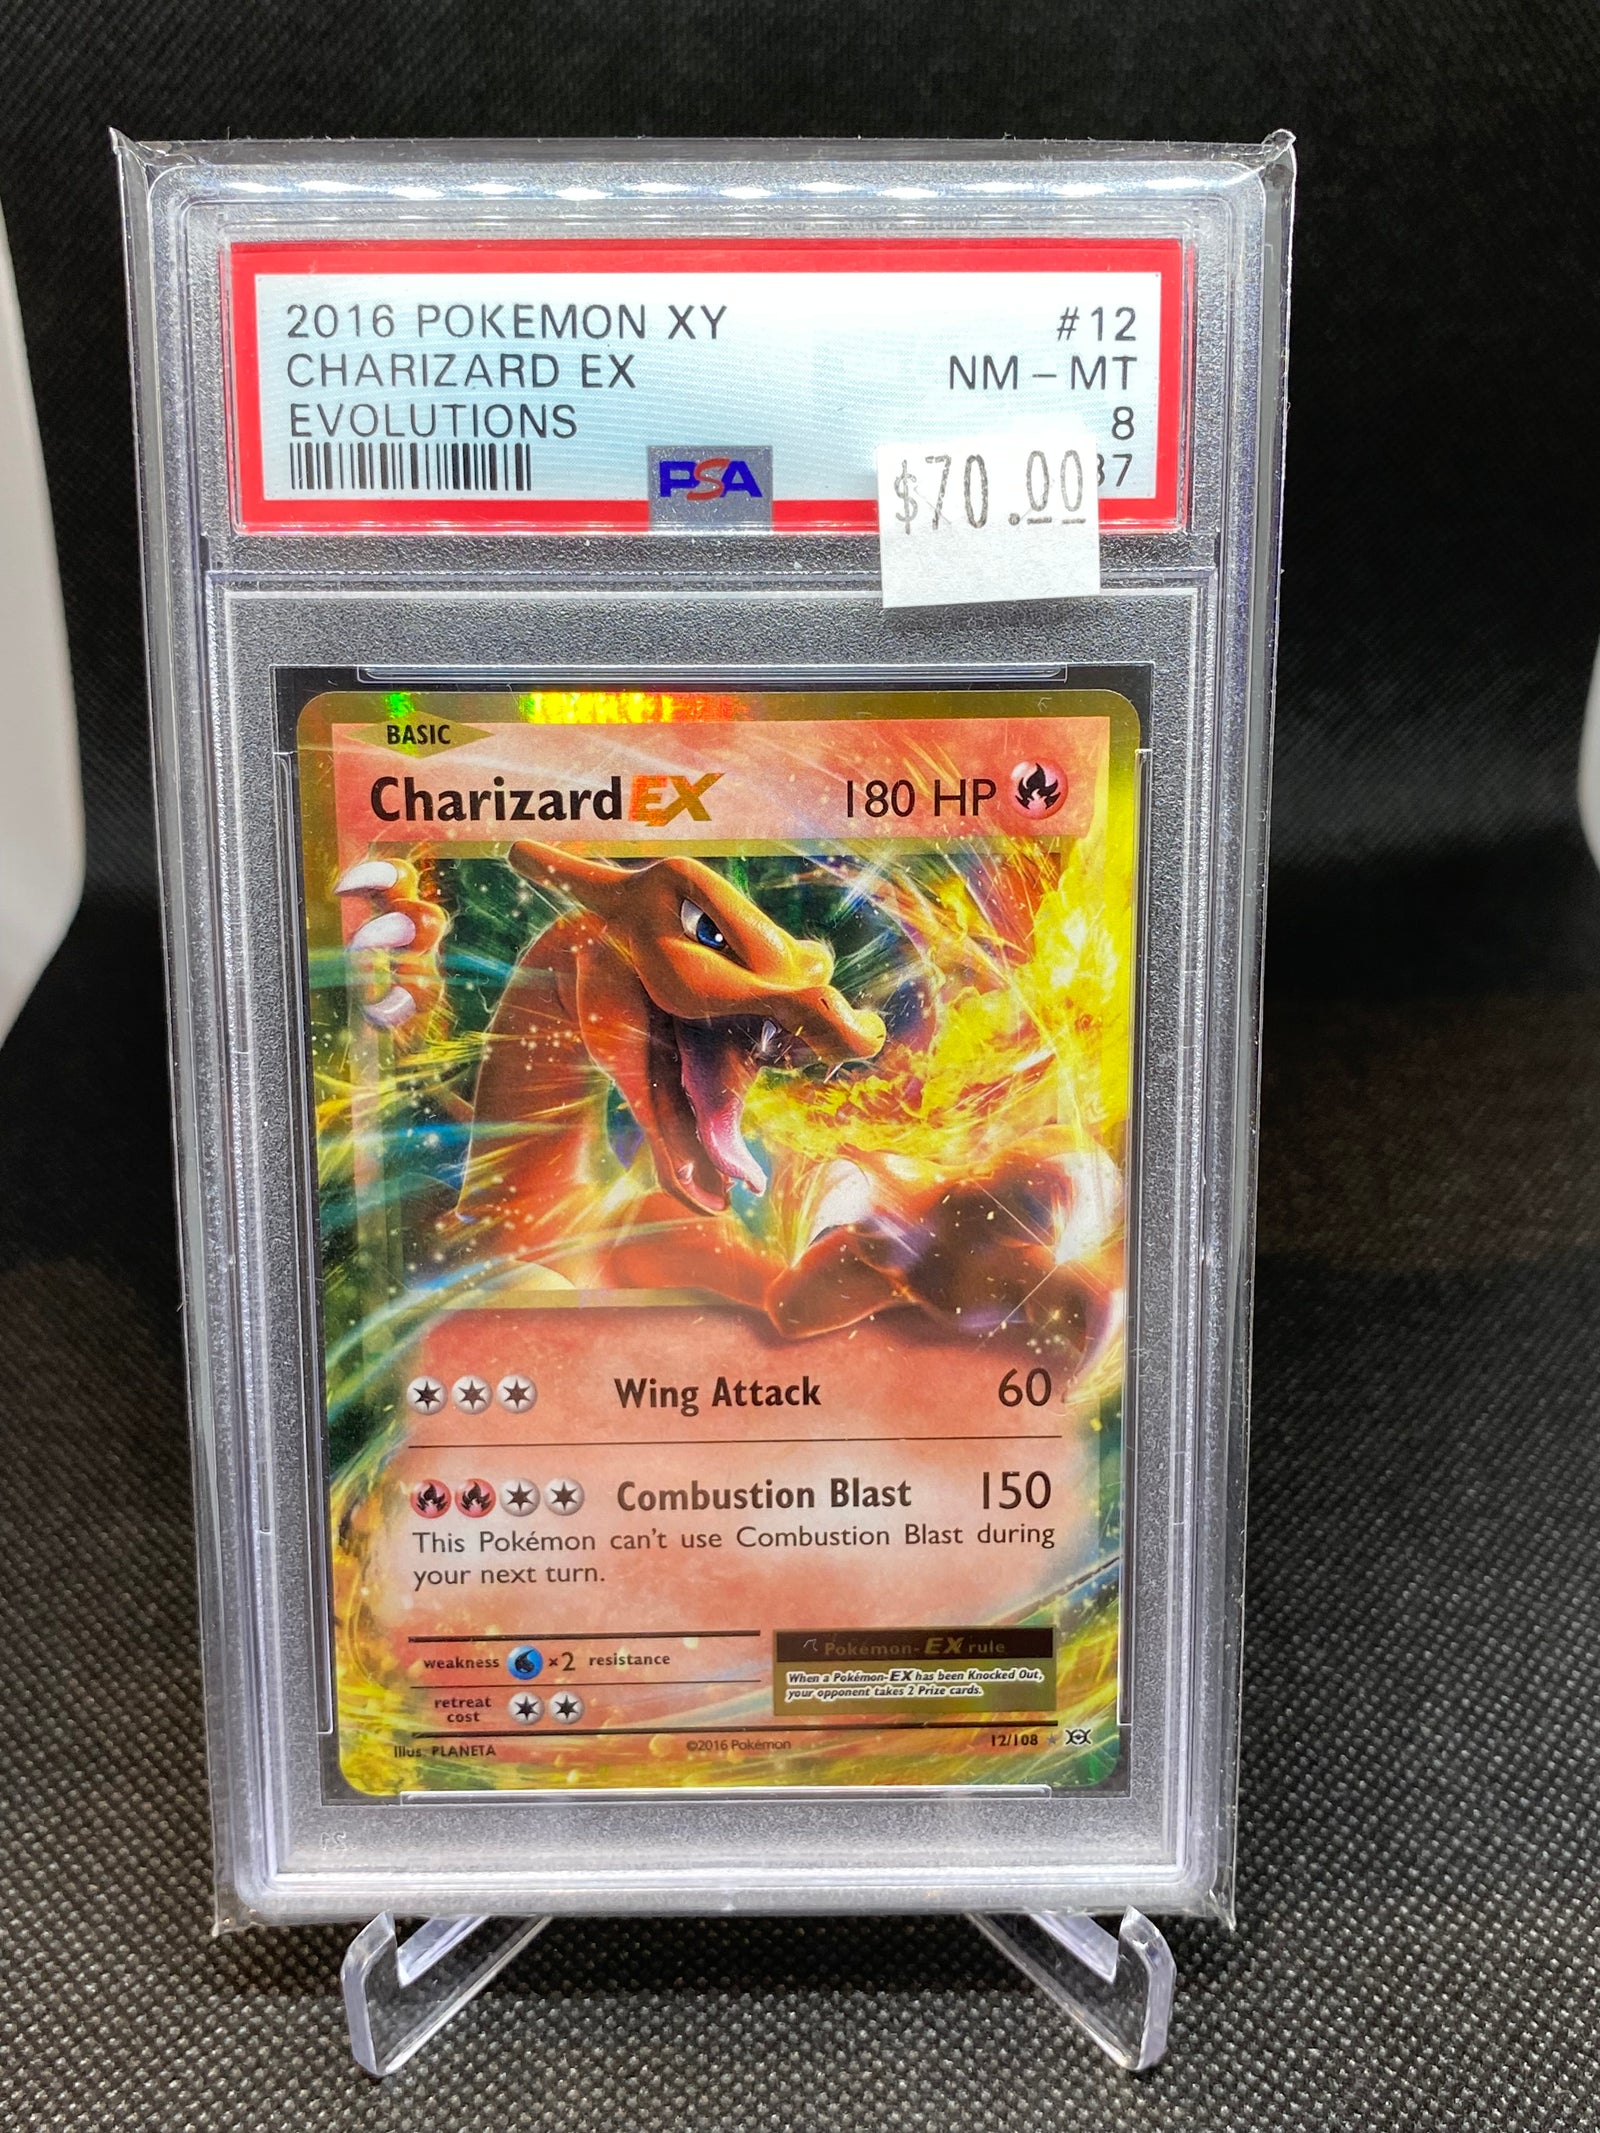 2016 POKEMON XY #12
CHARIZARD EX NM - MT
EVOLUTIONS 8
PSA 37
$70.00
BASIC
Charizard EX 180 HP
Wing Attack 60
Combustion Blast 150
This Pokémon can't use Combustion Blast during
your next turn.
weakness ×2 resistance
retreat
cost
Pokémon-EX rule
When a Pokémon-EX has been Knocked Out,
your opponent takes 2 Prize cards.
Illus. PLANETA ©2016 Pokémon 12/108